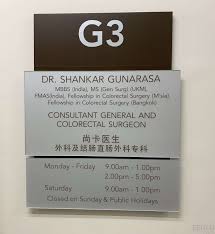 G3
DR. SHANKAR GUNARASA
MBBS (India), MS (Gen Surg) (UKM),
FMAS(India), Fellowship in Colorectal Surgery (M'sia)
Fellowship in Colorectal Surgery (Bangkok)
CONSULTANT GENERAL AND
COLORECTAL SURGEON
尚卡医生
外科及结肠直肠外科专科
Monday - Friday 9.00am - 1.00pm
2.00pm - 5.00pm
Saturday 9.00am - 1.00pm
Closed on Sunday & Public Holidays